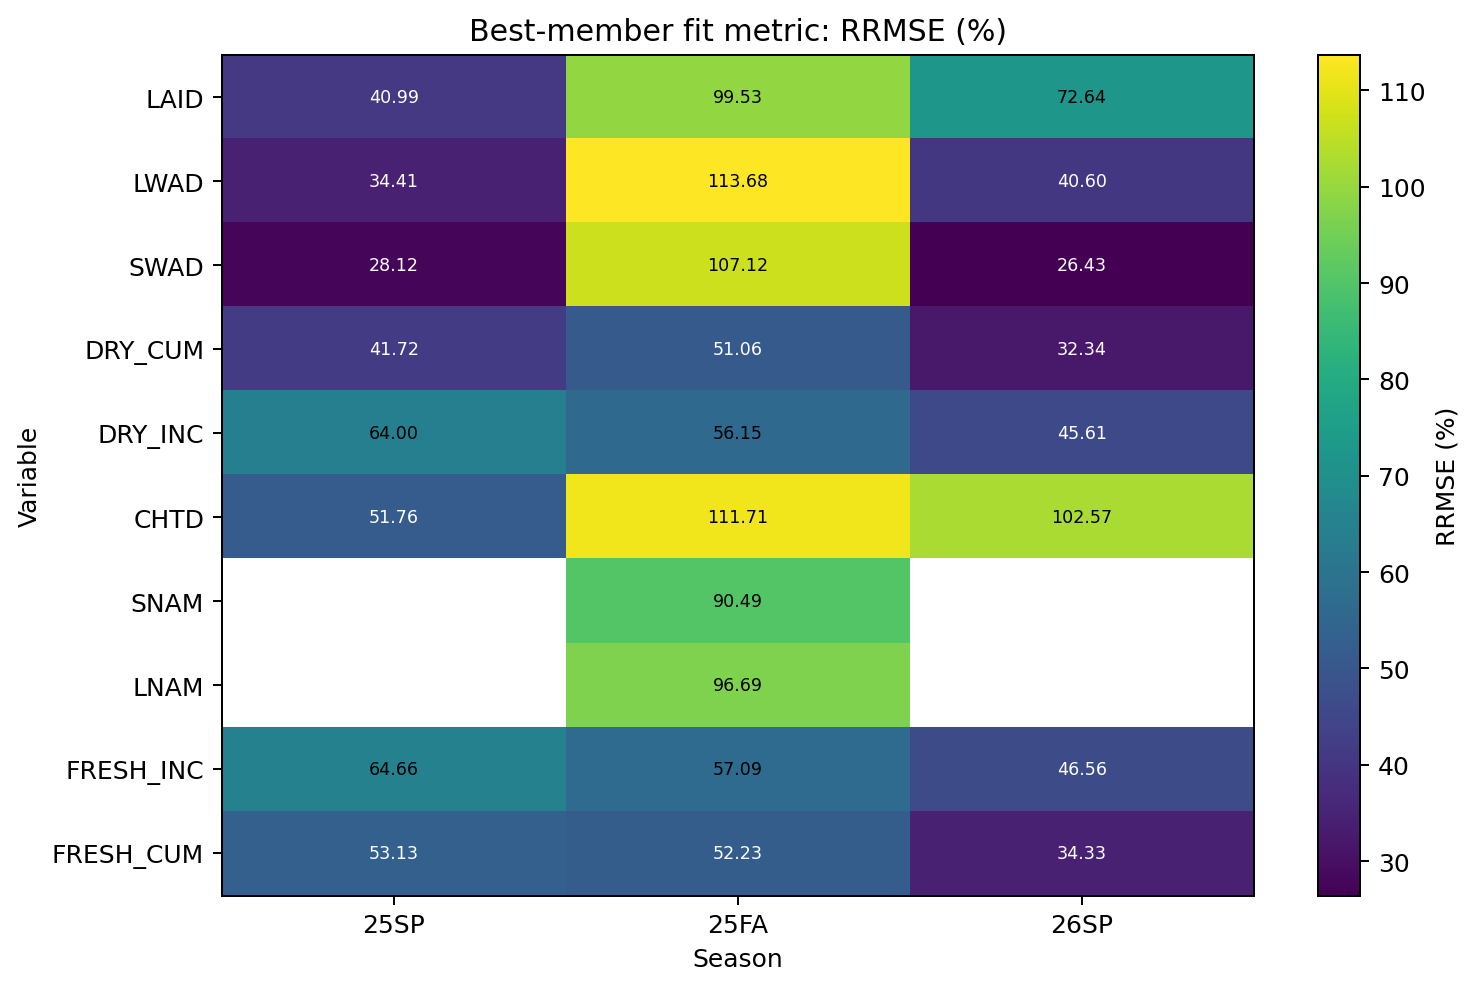 Best-member fit metric: RRMSE (%)
LAID 40.99 99.53 72.64
LWAD 34.41 113.68 40.60
SWAD 28.12 107.12 26.43
DRY_CUM 41.72 51.06 32.34
DRY_INC 64.00 56.15 45.61
CHTD 51.76 111.71 102.57
SNAM 90.49
LNAM 96.69
FRESH_INC 64.66 57.09 46.56
FRESH_CUM 53.13 52.23 34.33
25SP 25FA 26SP
Season
Variable
110
100
90
80
70
60
50
40
30
RRMSE (%)